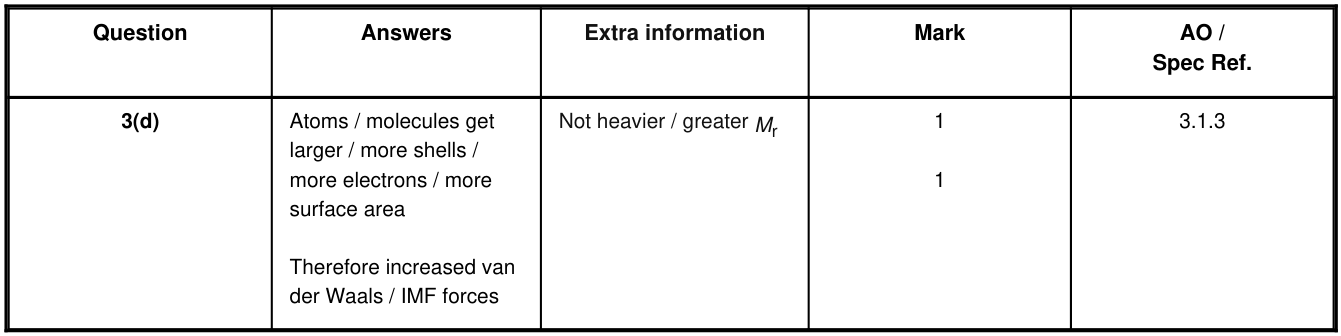 Question Answers Extra information Mark AO /
Spec Ref.
3(d) Atoms / molecules get Not heavier / greater Mr 1 3.1.3
larger / more shells /
more electrons / more 1
surface area
Therefore increased van
der Waals / IMF forces